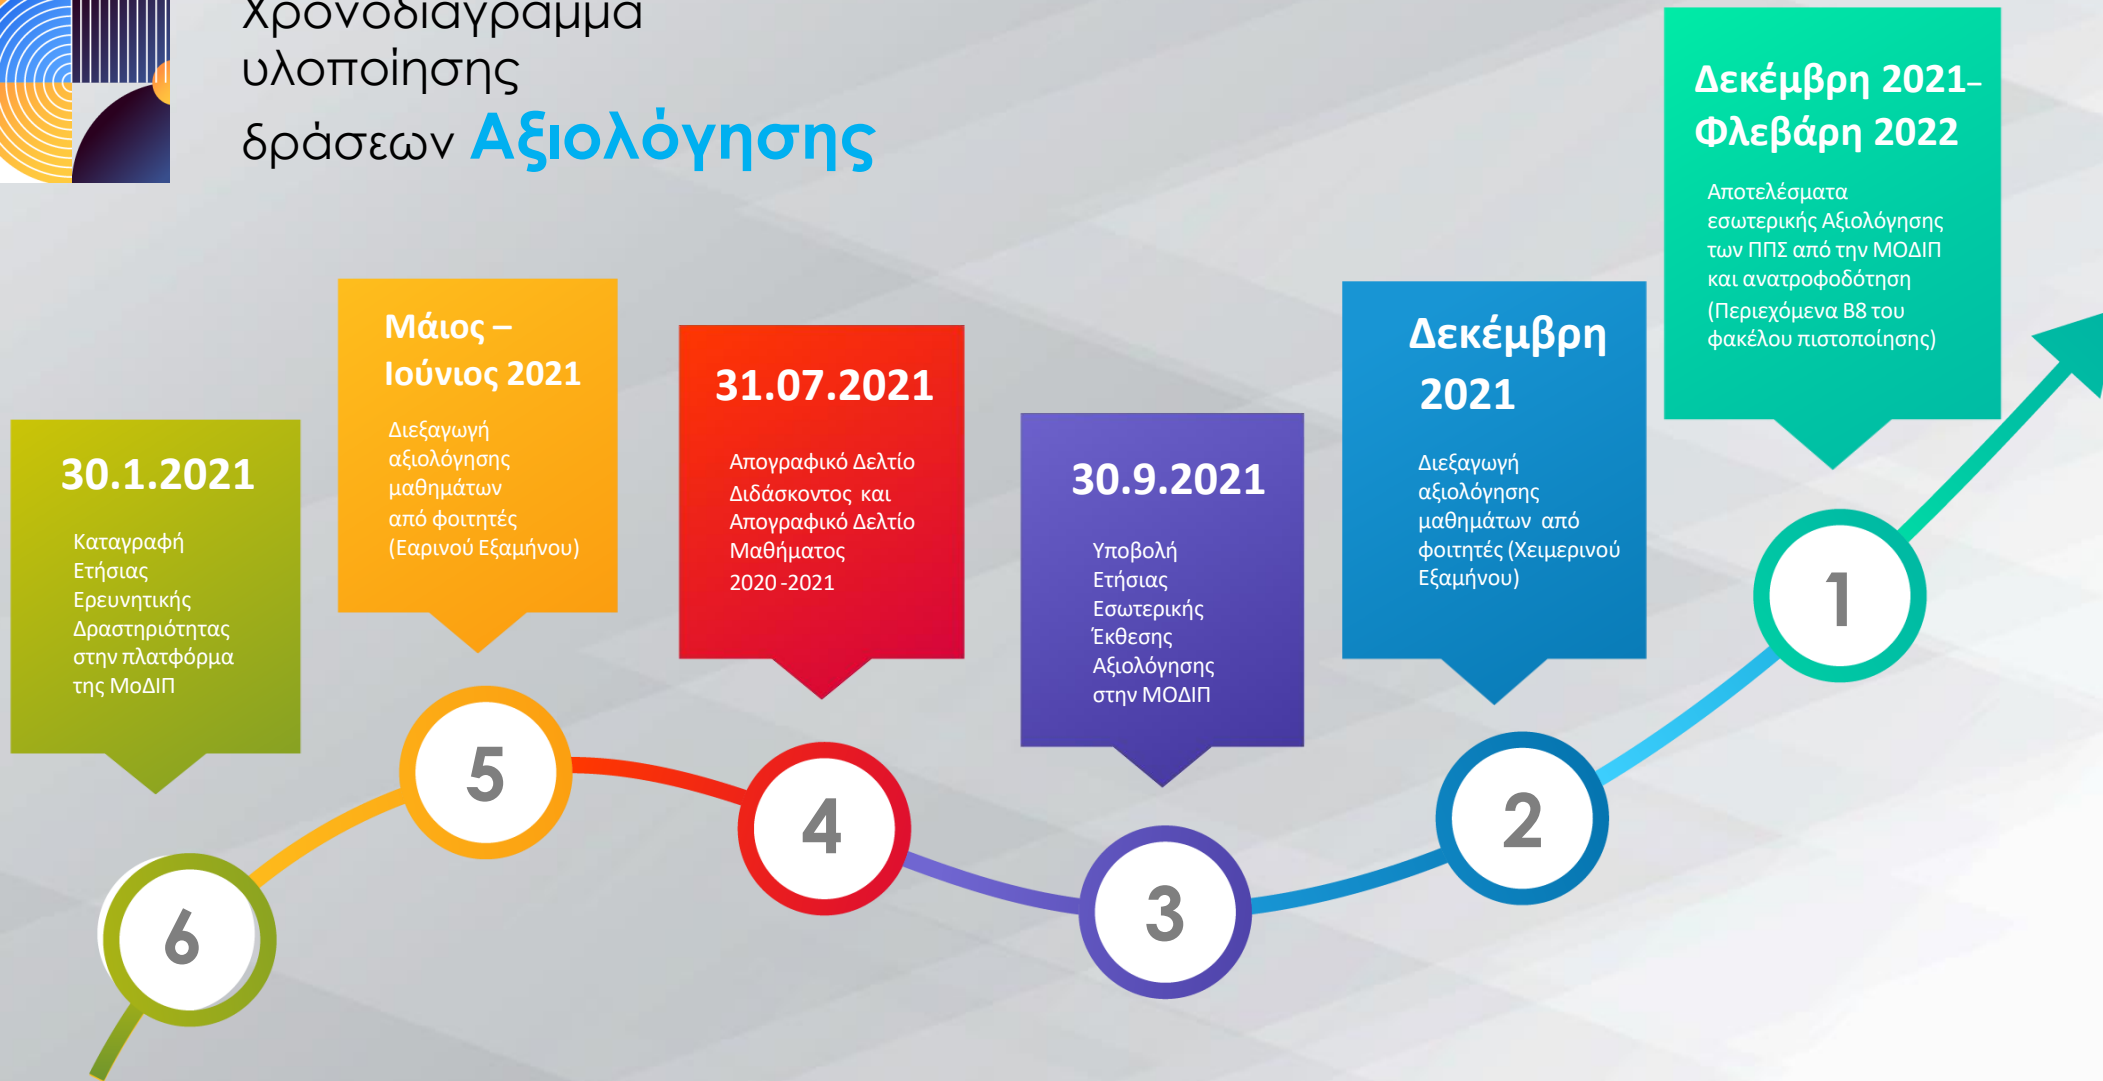 Χρονοδιάγραμμα
υλοποίησης
δράσεων Αξιολόγησης
30.1.2021
Καταγραφή
Ετήσιας
Ερευνητικής
Δραστηριότητας
στην πλατφόρμα
της ΜοΔΙΠ
6
Μάιος –
Ιούνιος 2021
Διεξαγωγή
αξιολόγησης
μαθημάτων
από φοιτητές
(Εαρινού Εξαμήνου)
5
31.07.2021
Απογραφικό Δελτίο
Διδάσκοντος και
Απογραφικό Δελτίο
Μαθήματος
2020 -2021
4
30.9.2021
Υποβολή
Ετήσιας
Εσωτερικής
Έκθεσης
Αξιολόγησης
στην ΜΟΔΙΠ
3
Δεκέμβρη
2021
Διεξαγωγή
αξιολόγησης
μαθημάτων από
φοιτητές (Χειμερινού
Εξαμήνου)
2
Δεκέμβρη 2021–
Φλεβάρη 2022
Αποτελέσματα
εσωτερικής Αξιολόγησης
των ΠΠΣ από την ΜΟΔΙΠ
και ανατροφοδότηση
(Περιεχόμενα Β8 του
φακέλου πιστοποίησης)
1